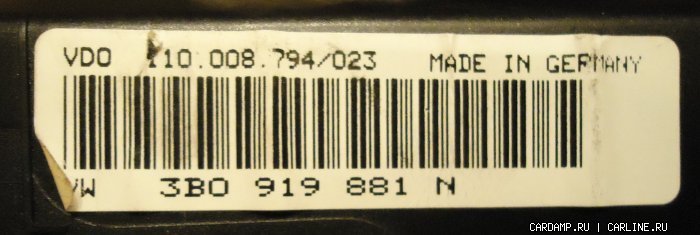 VDO 110.008.794/023 MADE IN GERMANY
VW 3B0 919 881 N
CARDAMP.RU | CARLINE.RU